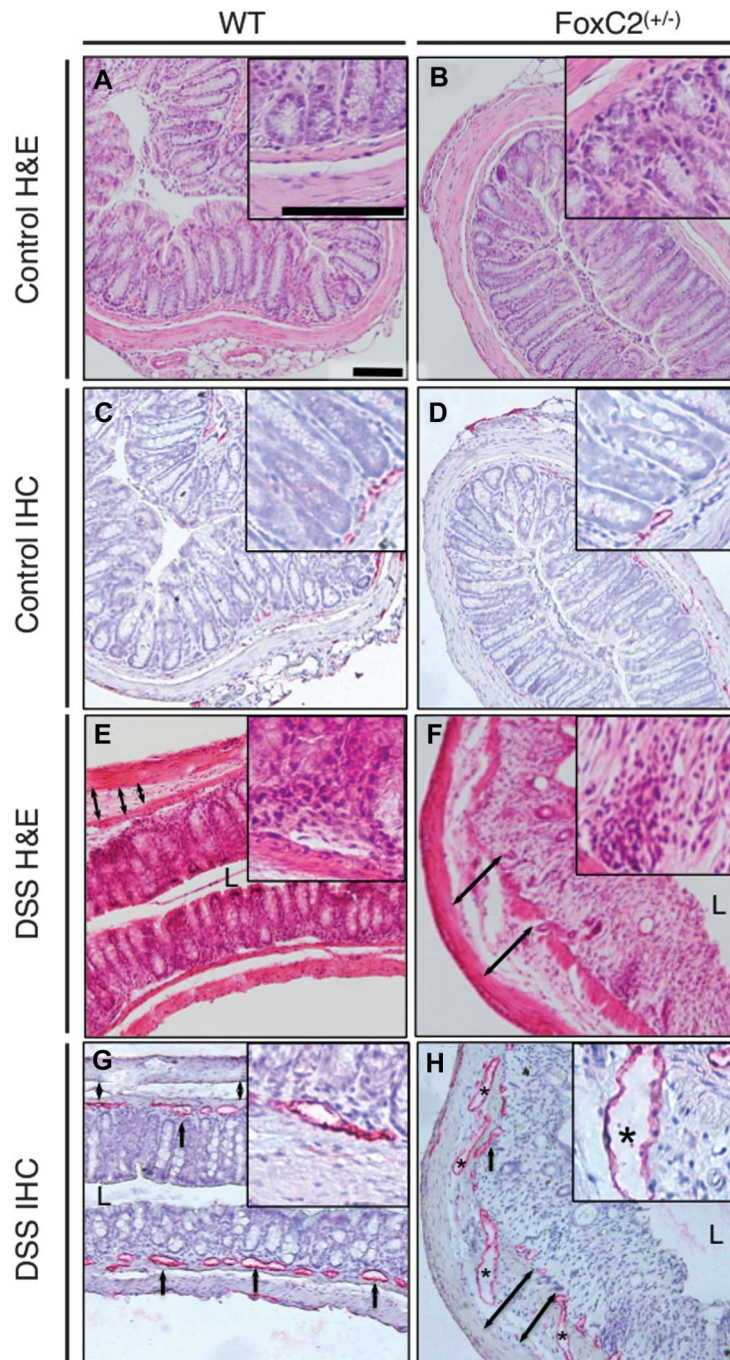 WT FoxC2(+/-)
Control H&E
A B
Control IHC
C D
DSS H&E
E F
L L
DSS IHC
G H
* *
*
L L
*
*